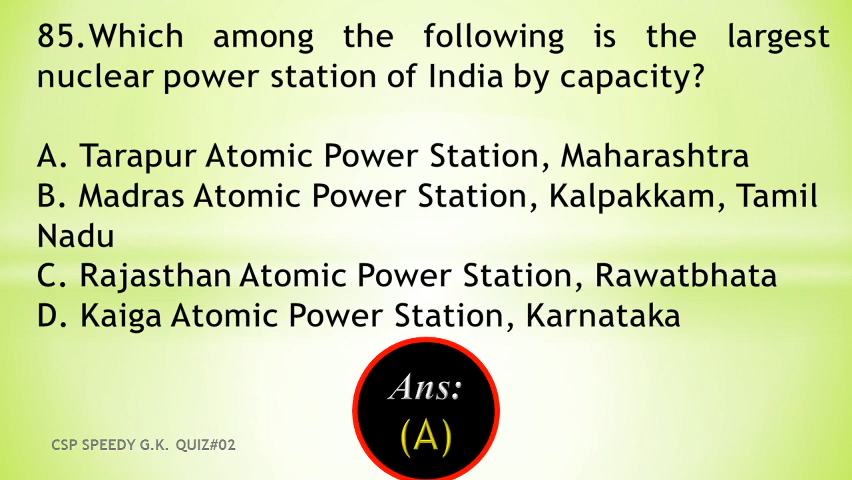 85.Which among the following is the largest
nuclear power station of India by capacity?
A. Tarapur Atomic Power Station, Maharashtra
B. Madras Atomic Power Station, Kalpakkam, Tamil
Nadu
C. Rajasthan Atomic Power Station, Rawatbhata
D. Kaiga Atomic Power Station, Karnataka
Ans:
(A)
CSP SPEEDY G.K. QUIZ#02